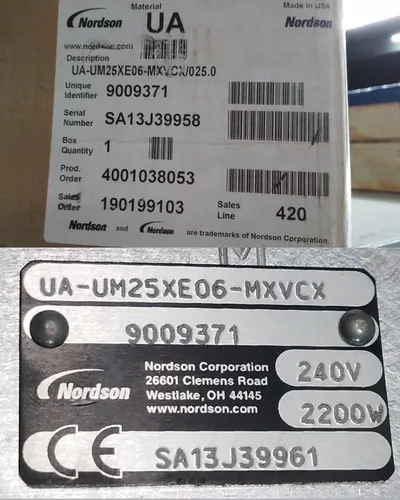 Material
Nordson UA Made in USA
Nordson
www.nordson.com
Description
UA-UM25XE06-MXVCX/025.0
Unique Identifier 9009371
Serial Number SA13J39958
Box Quantity 1
Prod. Order 4001038053
Sales Order 190199103 Sales Line 420
Nordson and Nordson are trademarks of Nordson Corporation.
UA-UM25XE06-MXVCX
9009371
Nordson
Nordson Corporation
26601 Clemens Road
Westlake, OH 44145
www.nordson.com
240V
2200W
CE SA13J39961